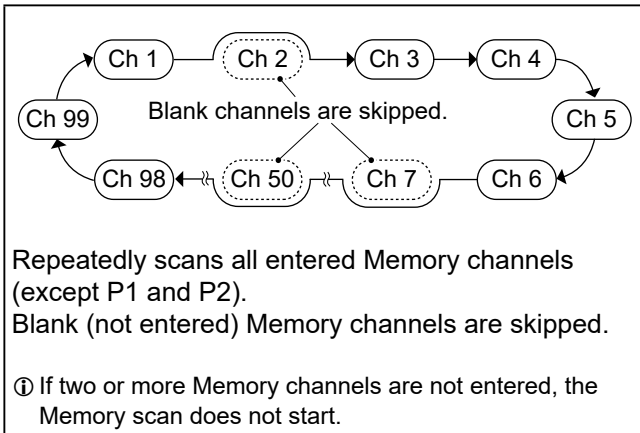 Ch 1 Ch 2 Ch 3 Ch 4
Ch 99 Blank channels are skipped. Ch 5
Ch 98 Ch 50 Ch 7 Ch 6
Repeatedly scans all entered Memory channels
(except P1 and P2).
Blank (not entered) Memory channels are skipped.
ⓘ If two or more Memory channels are not entered, the
Memory scan does not start.